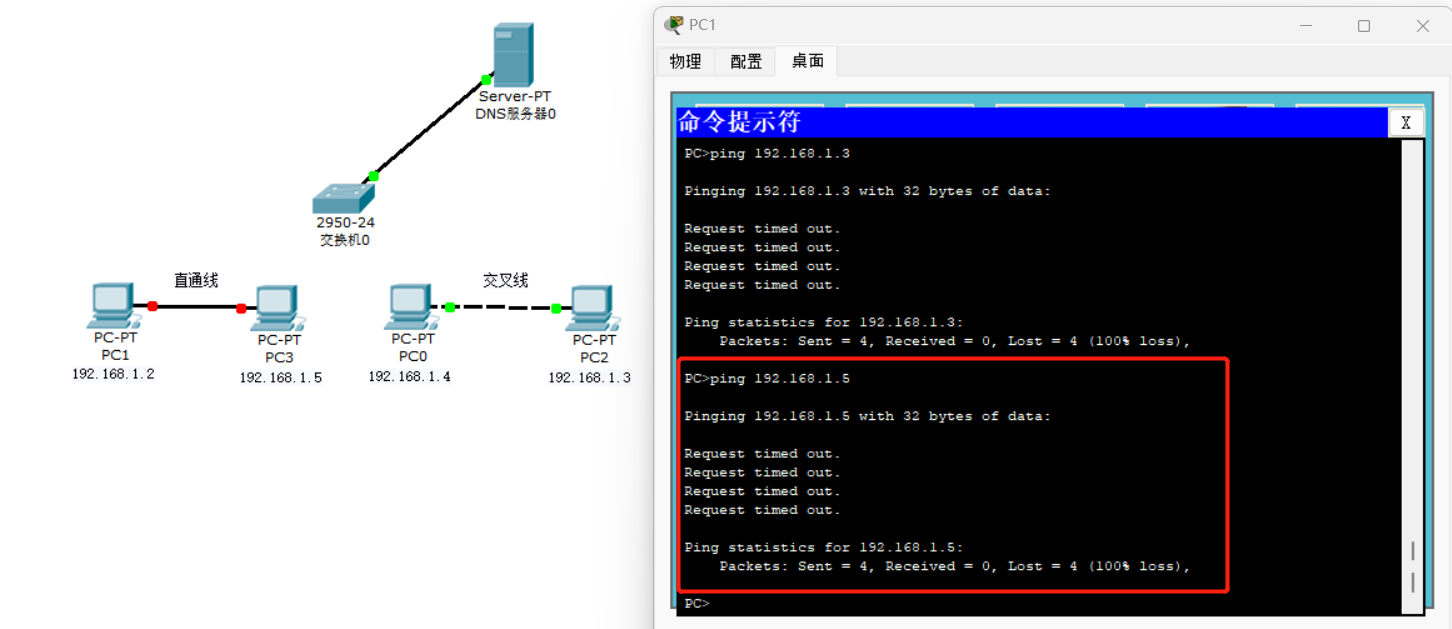 Server-PT
DNS服务器0
2950-24
交换机0
直通线
交叉线
PC-PT
PC1
192.168.1.2
PC-PT
PC3
192.168.1.5
PC-PT
PC0
192.168.1.4
PC-PT
PC2
192.168.1.3
PC1
物理 配置 桌面
命令提示符 X
PC>ping 192.168.1.3
Pinging 192.168.1.3 with 32 bytes of data:
Request timed out.
Request timed out.
Request timed out.
Request timed out.
Ping statistics for 192.168.1.3:
Packets: Sent = 4, Received = 0, Lost = 4 (100% loss),
PC>ping 192.168.1.5
Pinging 192.168.1.5 with 32 bytes of data:
Request timed out.
Request timed out.
Request timed out.
Request timed out.
Ping statistics for 192.168.1.5:
Packets: Sent = 4, Received = 0, Lost = 4 (100% loss),
PC>